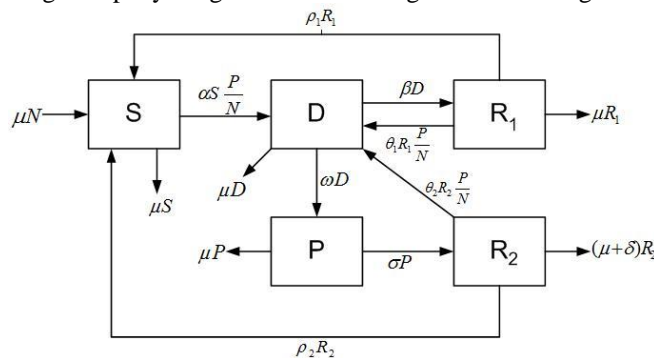 ρ₁R₁
μN
S
αS P/N
D
βD
R₁
μR₁
θ₁R₁ P/N
μS
μD
ωD
θ₂R₂ P/N
μP
P
σP
R₂
(μ+δ)R₂
ρ₂R₂